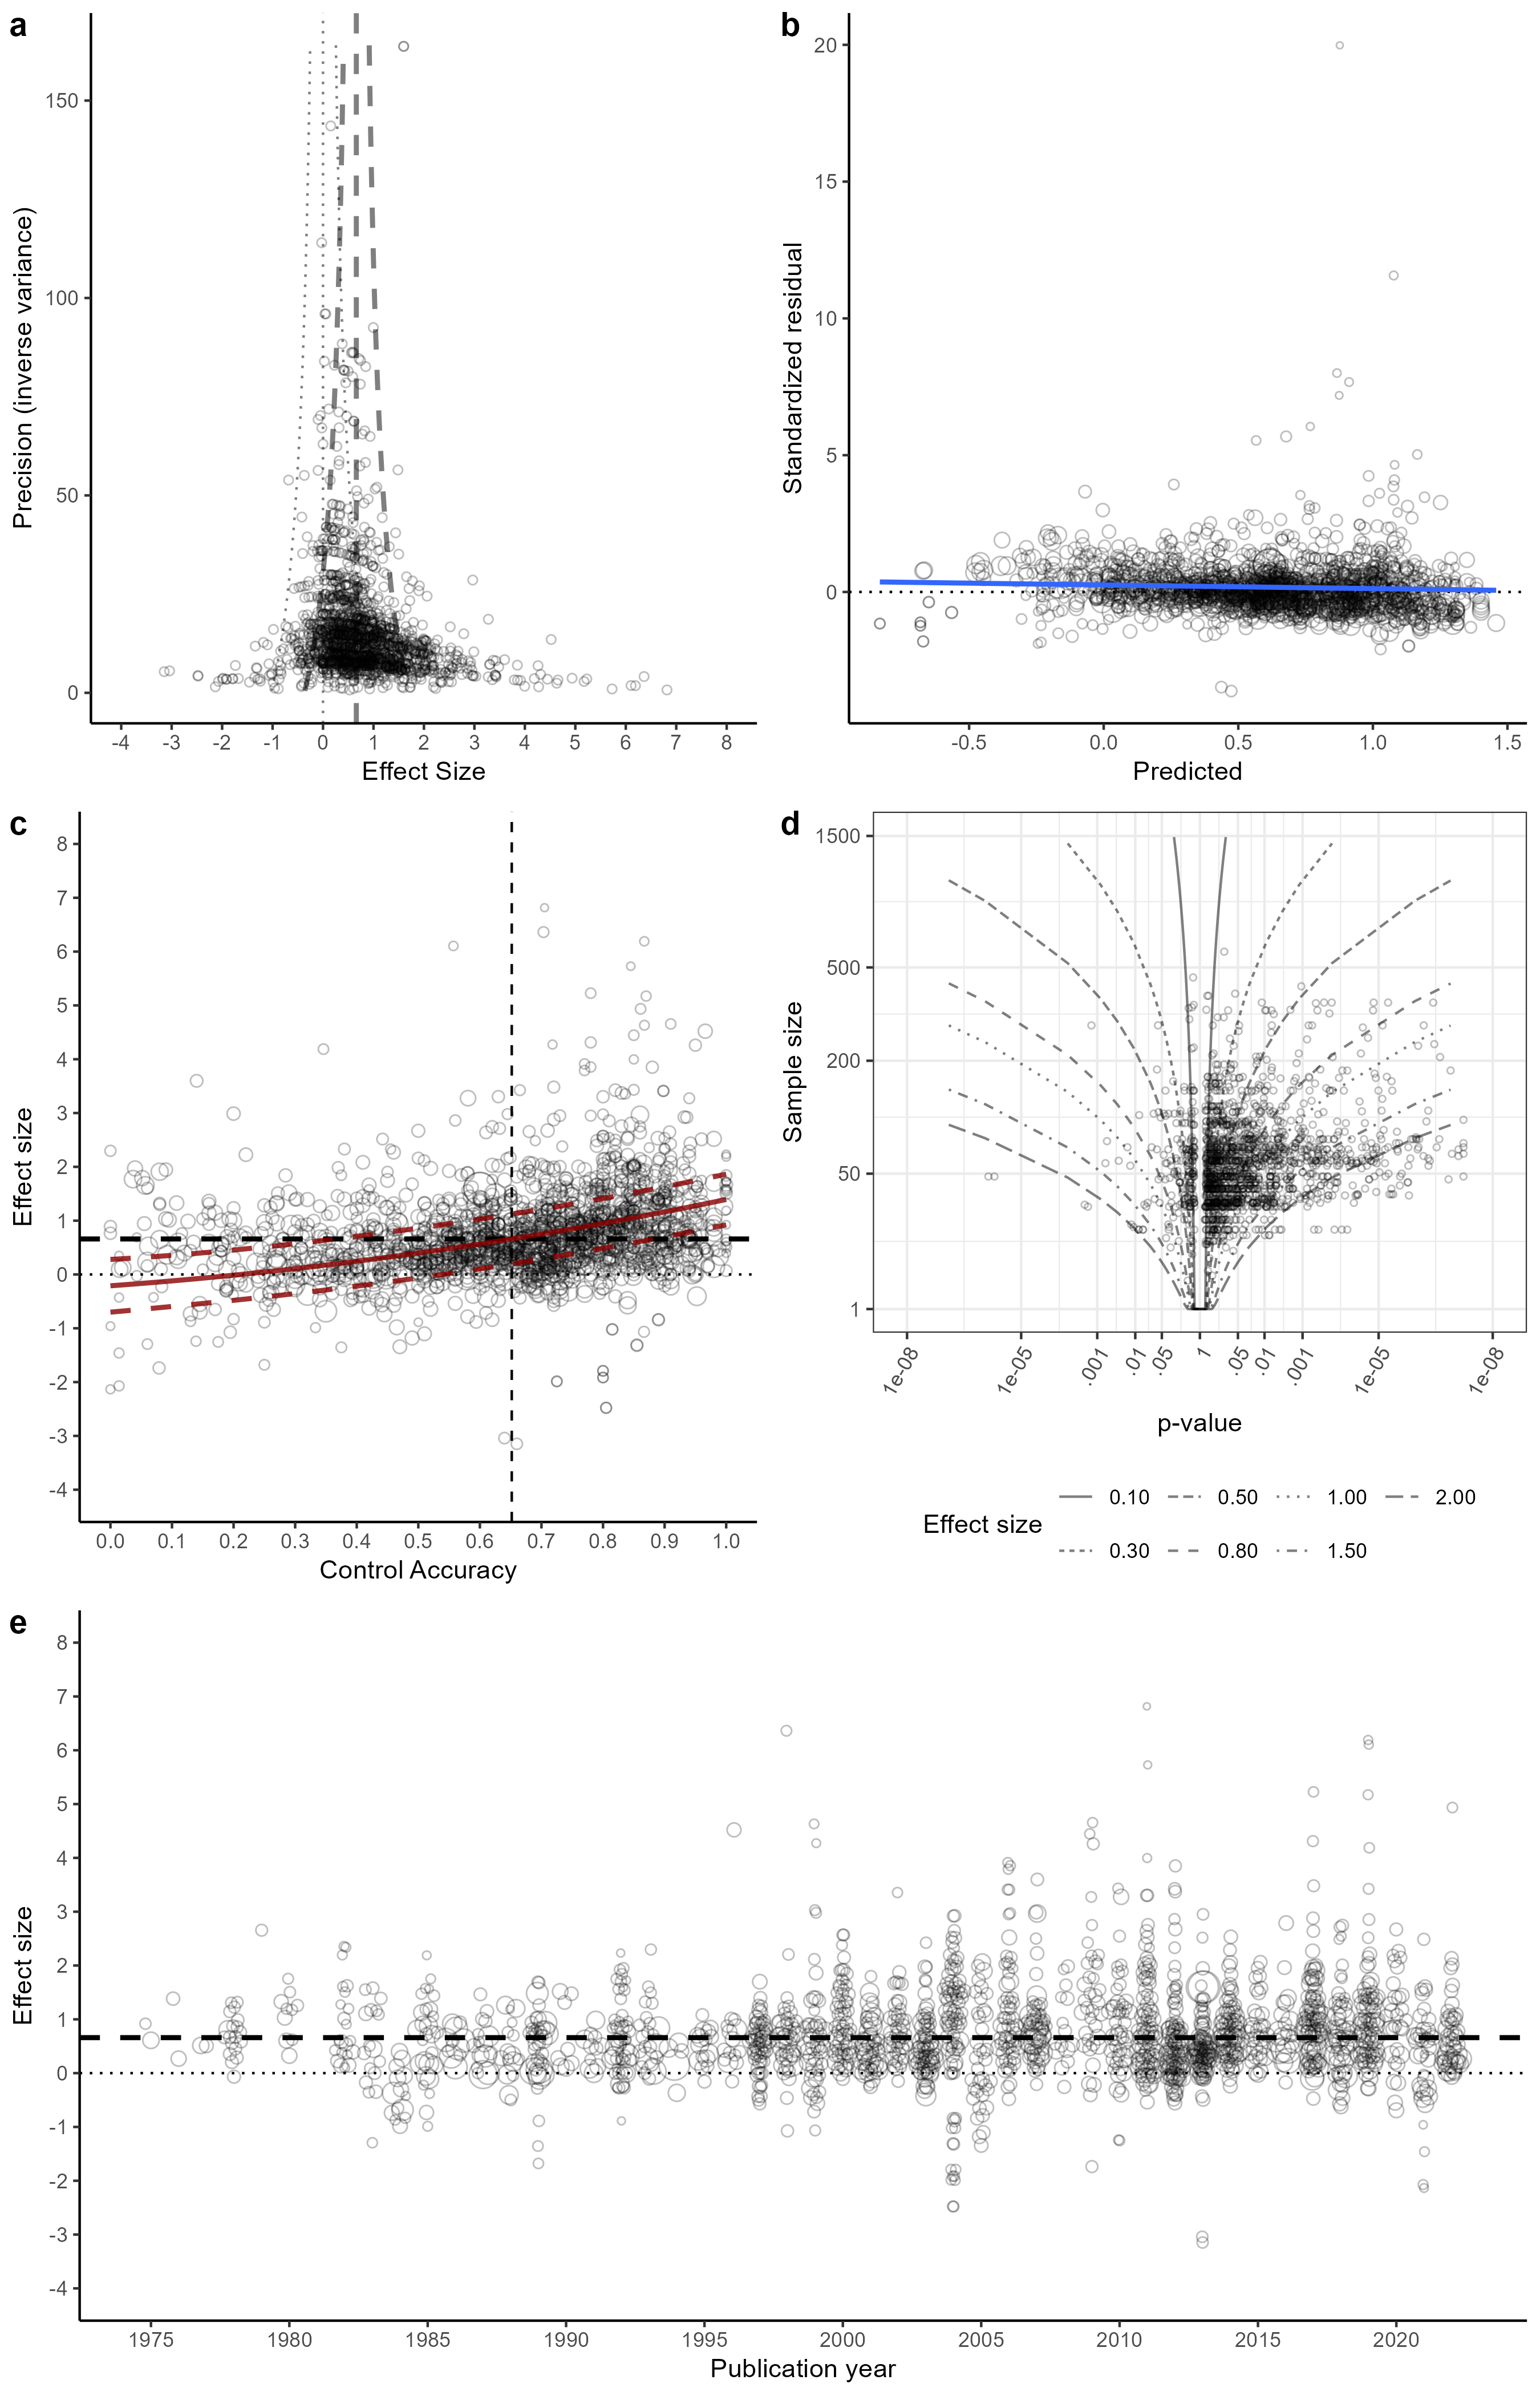 a
Precision (inverse variance)
150
100
50
0
-4 -3 -2 -1 0 1 2 3 4 5 6 7 8
Effect Size
b
Standardized residual
20
15
10
5
0
-0.5 0.0 0.5 1.0 1.5
Predicted
c
Effect size
8
7
6
5
4
3
2
1
0
-1
-2
-3
-4
0.0 0.1 0.2 0.3 0.4 0.5 0.6 0.7 0.8 0.9 1.0
Control Accuracy
d
Sample size
1500
500
200
50
1
1e-08 1e-05 .001 .01 .05 1 .05 .01 .001 1e-05 1e-08
p-value
Effect size
0.10 0.50 1.00 2.00
0.30 0.80 1.50
e
Effect size
8
7
6
5
4
3
2
1
0
-1
-2
-3
-4
1975 1980 1985 1990 1995 2000 2005 2010 2015 2020
Publication year